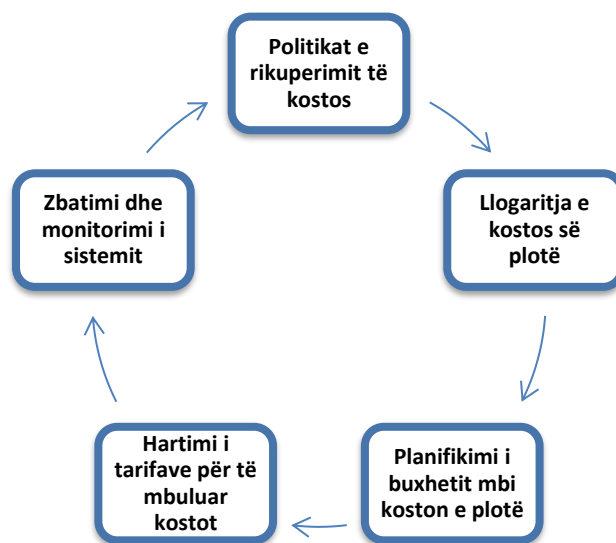 Politikat e
rikuperimit të
kostos
Llogaritja e
kostos së
plotë
Planifikimi i
buxhetit mbi
koston e plotë
Hartimi i
tarifave për të
mbuluar
kostot
Zbatimi dhe
monitorimi i
sistemit